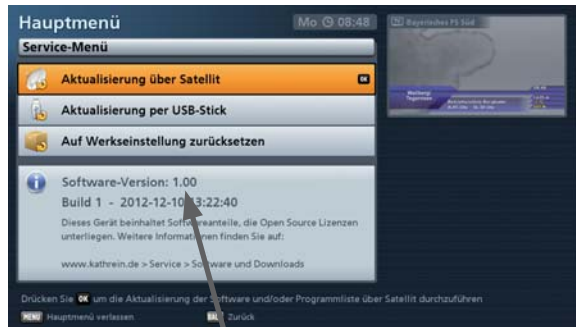 Hauptmenü
Mo 08:48
Bayerisches FS Süd
Service-Menü
Aktualisierung über Satellit
OK
Aktualisierung per USB-Stick
Auf Werkseinstellung zurücksetzen
Software-Version: 1.00
Build 1 - 2012-12-10 13:22:40
Dieses Gerät beinhaltet Softwareanteile, die Open Source Lizenzen
unterliegen. Weitere Informationen finden Sie auf:
www.kathrein.de > Service > Software und Downloads
Drücken Sie OK um die Aktualisierung der Software und/oder Programmliste über Satellit durchzuführen
MENU Hauptmenü verlassen
BACK Zurück